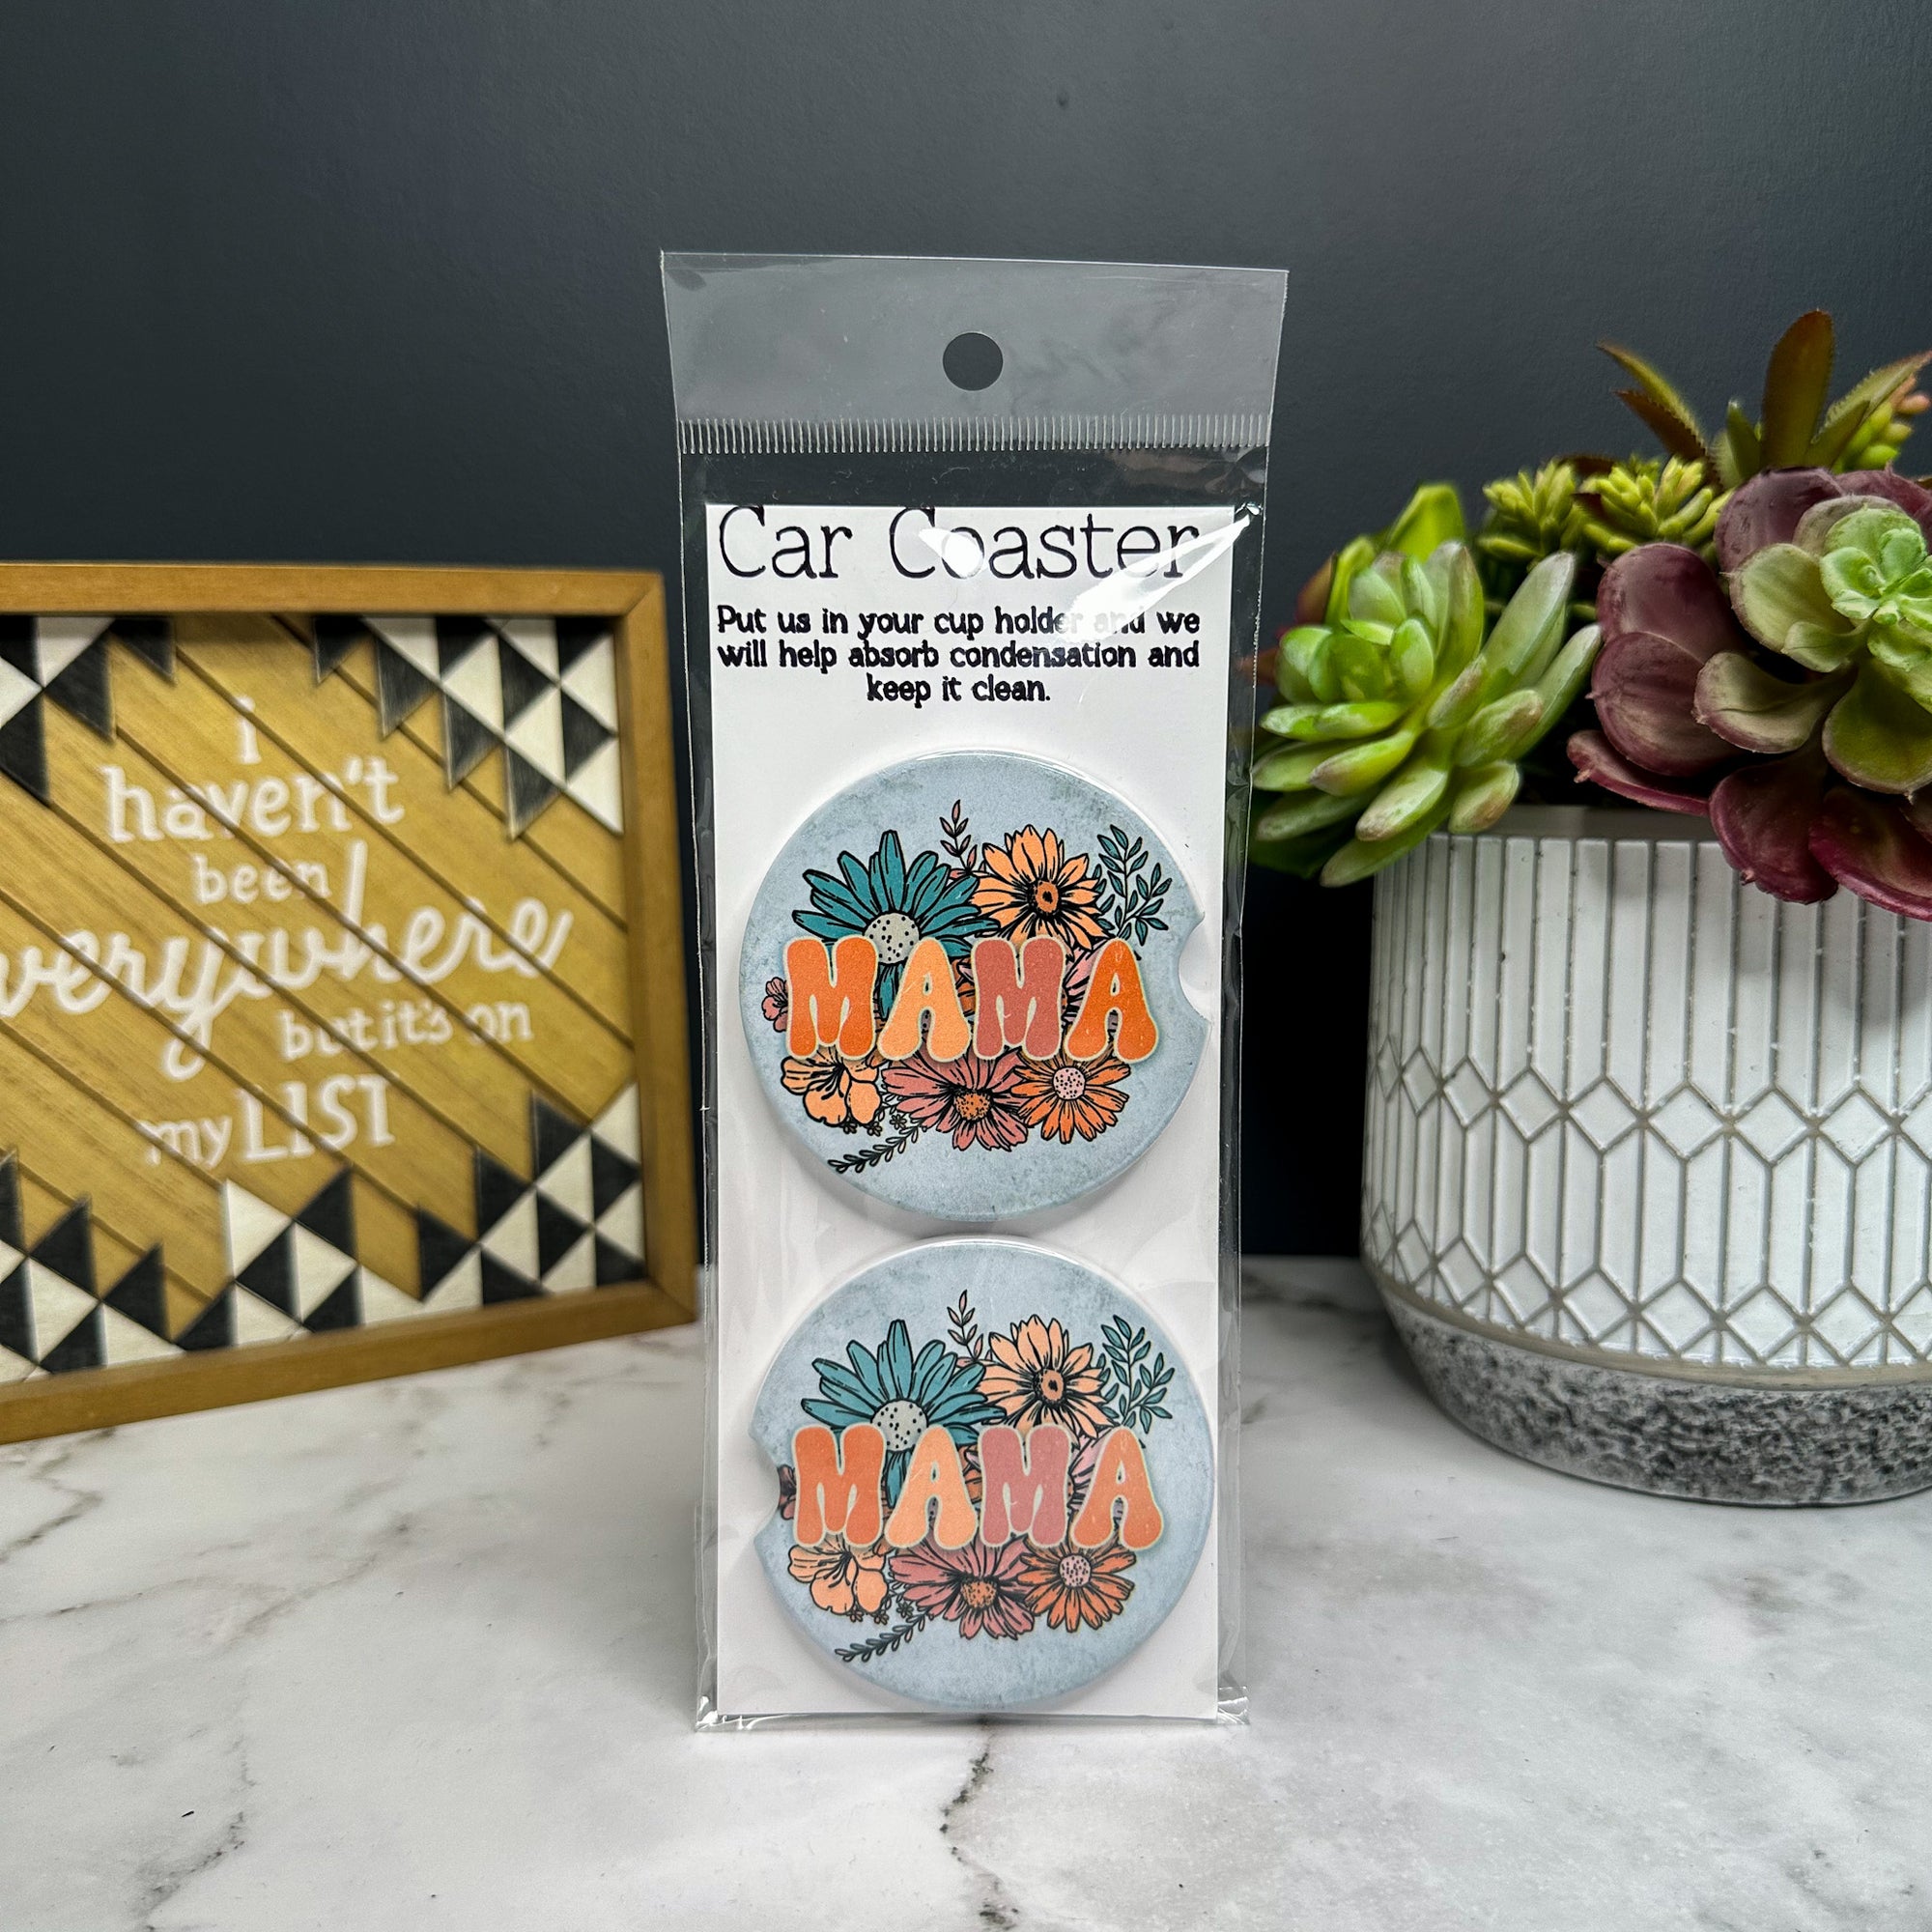 Car Coaster
Put us in your cup holder and we
will help absorb condensation and
keep it clean.
MAMA
MAMA
i
haven't
been
everywhere
but it's on
my LIST